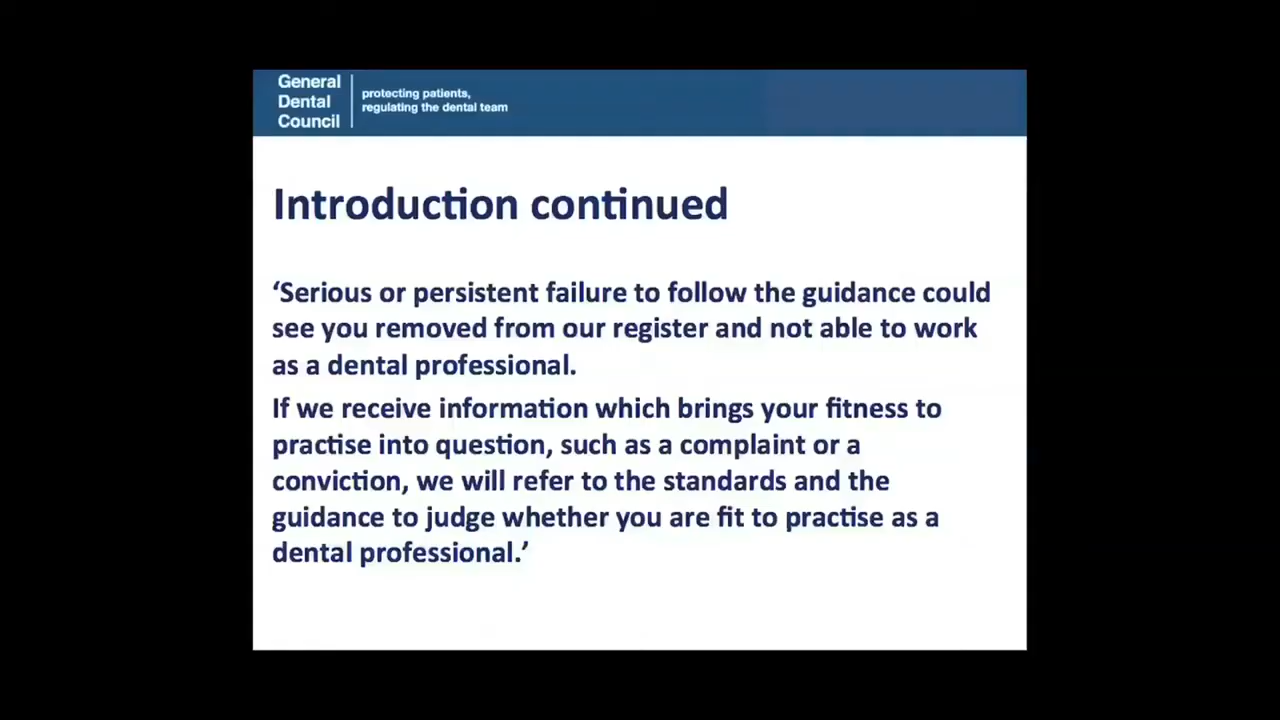 General
Dental
Council
protecting patients,
regulating the dental team
Introduction continued
‘Serious or persistent failure to follow the guidance could
see you removed from our register and not able to work
as a dental professional.
If we receive information which brings your fitness to
practise into question, such as a complaint or a
conviction, we will refer to the standards and the
guidance to judge whether you are fit to practise as a
dental professional.’